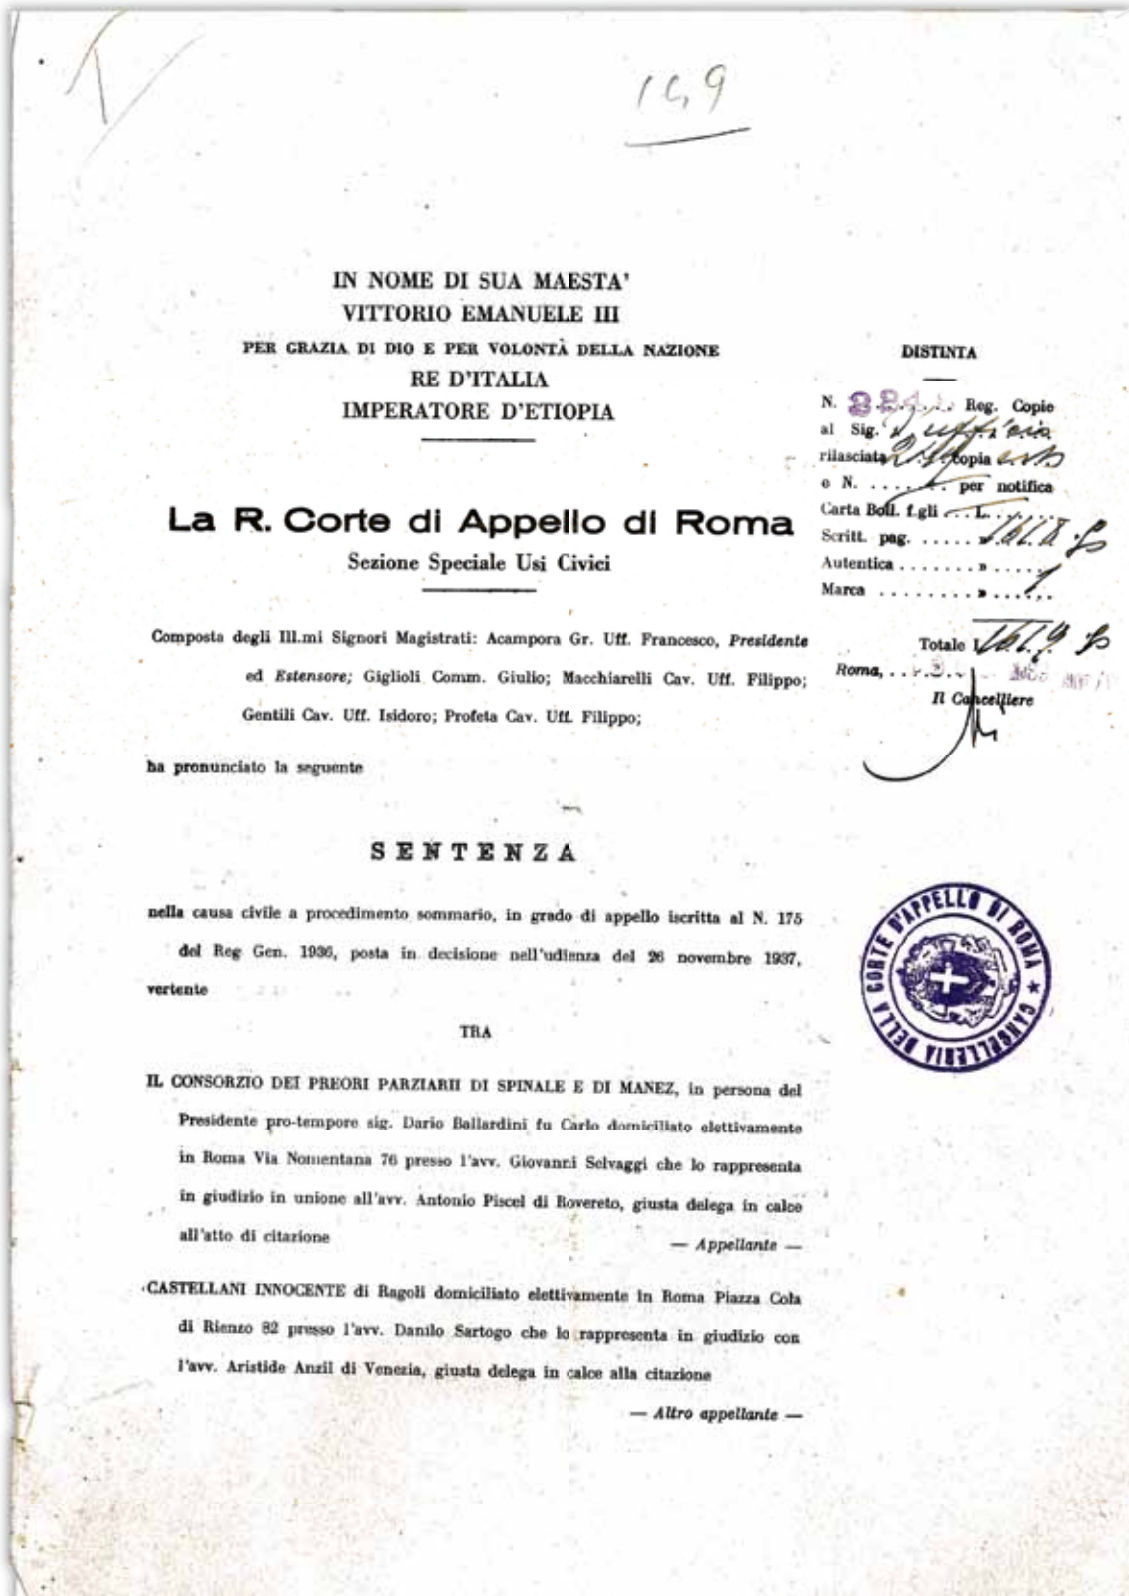 IN NOME DI SUA MAESTA'
VITTORIO EMANUELE III
PER GRAZIA DI DIO E PER VOLONTÀ DELLA NAZIONE
RE D'ITALIA
IMPERATORE D'ETIOPIA
La R. Corte di Appello di Roma
Sezione Speciale Usi Civici
Composta degli Ill.mi Signori Magistrati: Acampora Gr. Uff. Francesco, Presidente
ed Estensore; Giglioli Comm. Giulio; Macchiarelli Cav. Uff. Filippo;
Gentili Cav. Uff. Isidoro; Profeta Cav. Uff. Filippo;
ha pronunciato la seguente
SENTENZA
nella causa civile a procedimento sommario, in grado di appello iscritta al N. 175
del Reg Gen. 1936, posta in decisione nell'udienza del 26 novembre 1937,
vertente
TRA
IL CONSORZIO DEI PREORI PARZIARII DI SPINALE E DI MANEZ, in persona del
Presidente pro-tempore sig. Dario Ballardini fu Carlo domiciliato elettivamente
in Roma Via Nomentana 76 presso l'avv. Giovanni Selvaggi che lo rappresenta
in giudizio in unione all'avv. Antonio Piscel di Rovereto, giusta delega in calce
all'atto di citazione
— Appellante —
CASTELLANI INNOCENTE di Ragoli domiciliato elettivamente in Roma Piazza Cola
di Rienzo 82 presso l'avv. Danilo Sartogo che lo rappresenta in giudizio con
l'avv. Aristide Anzil di Venezia, giusta delega in calce alla citazione
— Altro appellante —
DISTINTA
N. ........ Reg. Copie
al Sig. d'ufficio
rilasciata copia
e N. ........ per notifica
Carta Boll. f.gli ... L. ......
Scritt. pag. ...... »
Autentica ....... » ......
Marca ......... » ......
Totale L
Roma,
Il Cancelliere
CANCELLERIA DELLA CORTE D'APPELLO DI ROMA ★